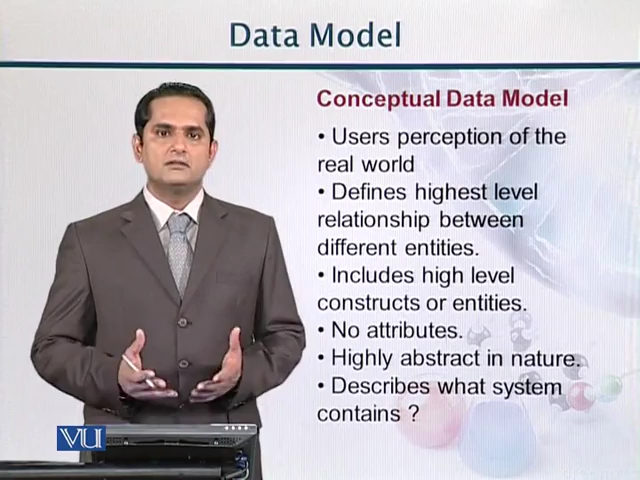 Data Model
Conceptual Data Model
• Users perception of the
real world
• Defines highest level
relationship between
different entities.
• Includes high level
constructs or entities.
• No attributes.
• Highly abstract in nature.
• Describes what system
contains ?
VU